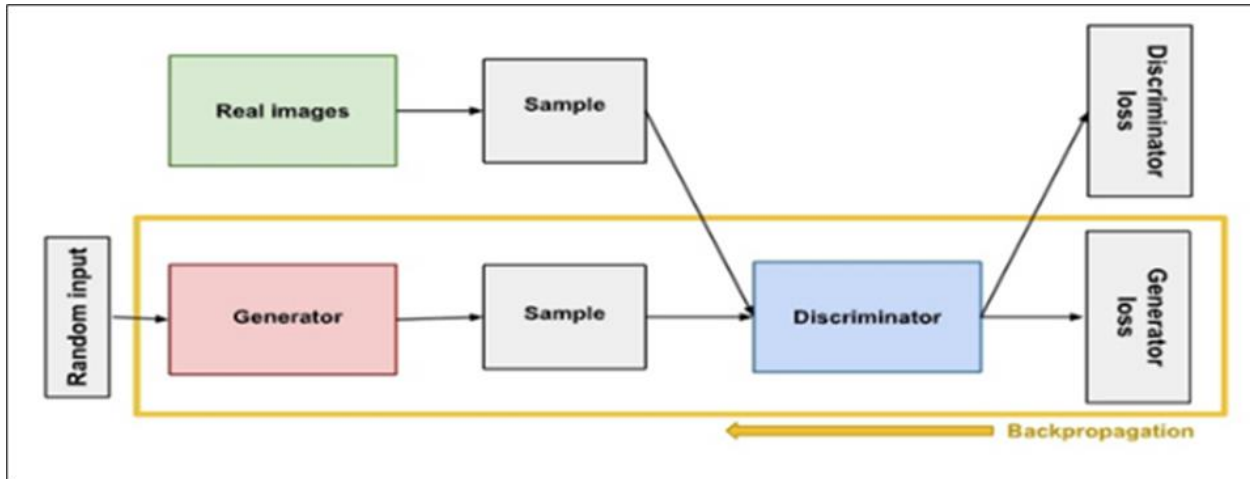 Real images
Sample
Discriminator
loss
Random input
Generator
Sample
Discriminator
Generator
loss
Backpropagation